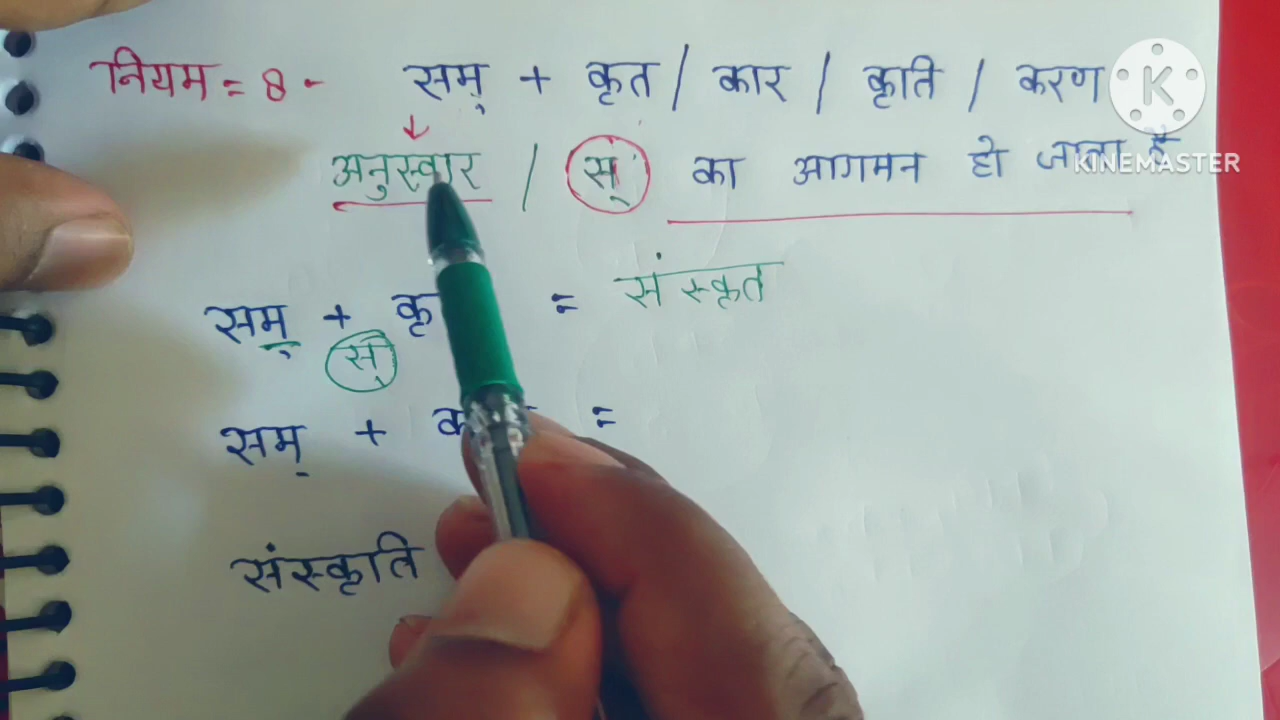 नियम = 8 - सम् + कृत / कार / कृति / करण
अनुस्वार / स् का आगमन हो जाता है
KINEMASTER
सम् + कृ = संस्कृत
स्
सम् + =
संस्कृति